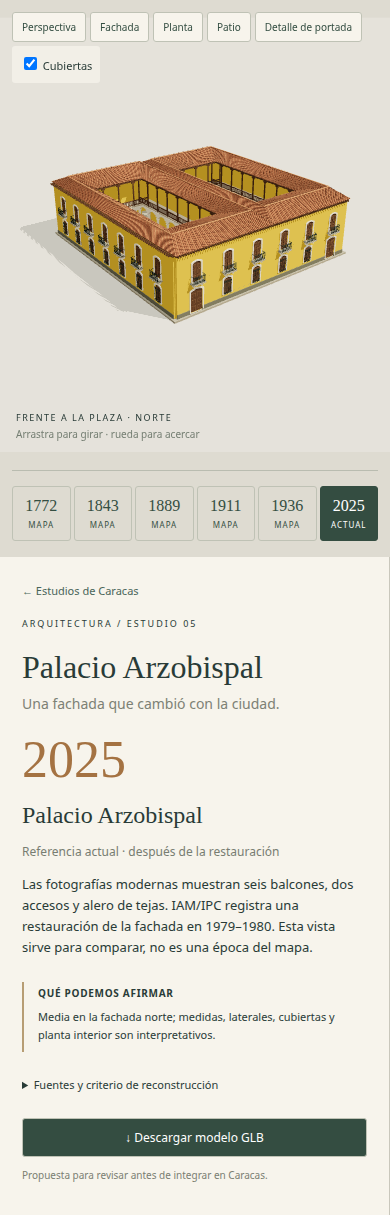 Perspectiva
Fachada
Planta
Patio
Detalle de portada
Cubiertas
FRENTE A LA PLAZA · NORTE
Arrastra para girar · rueda para acercar
1772
MAPA
1843
MAPA
1889
MAPA
1911
MAPA
1936
MAPA
2025
ACTUAL
← Estudios de Caracas
ARQUITECTURA / ESTUDIO 05
Palacio Arzobispal
Una fachada que cambió con la ciudad.
2025
Palacio Arzobispal
Referencia actual · después de la restauración
Las fotografías modernas muestran seis balcones, dos
accesos y alero de tejas. IAM/IPC registra una
restauración de la fachada en 1979–1980. Esta vista
sirve para comparar, no es una época del mapa.
QUÉ PODEMOS AFIRMAR
Media en la fachada norte; medidas, laterales, cubiertas y
planta interior son interpretativos.
▶ Fuentes y criterio de reconstrucción
↓ Descargar modelo GLB
Propuesta para revisar antes de integrar en Caracas.